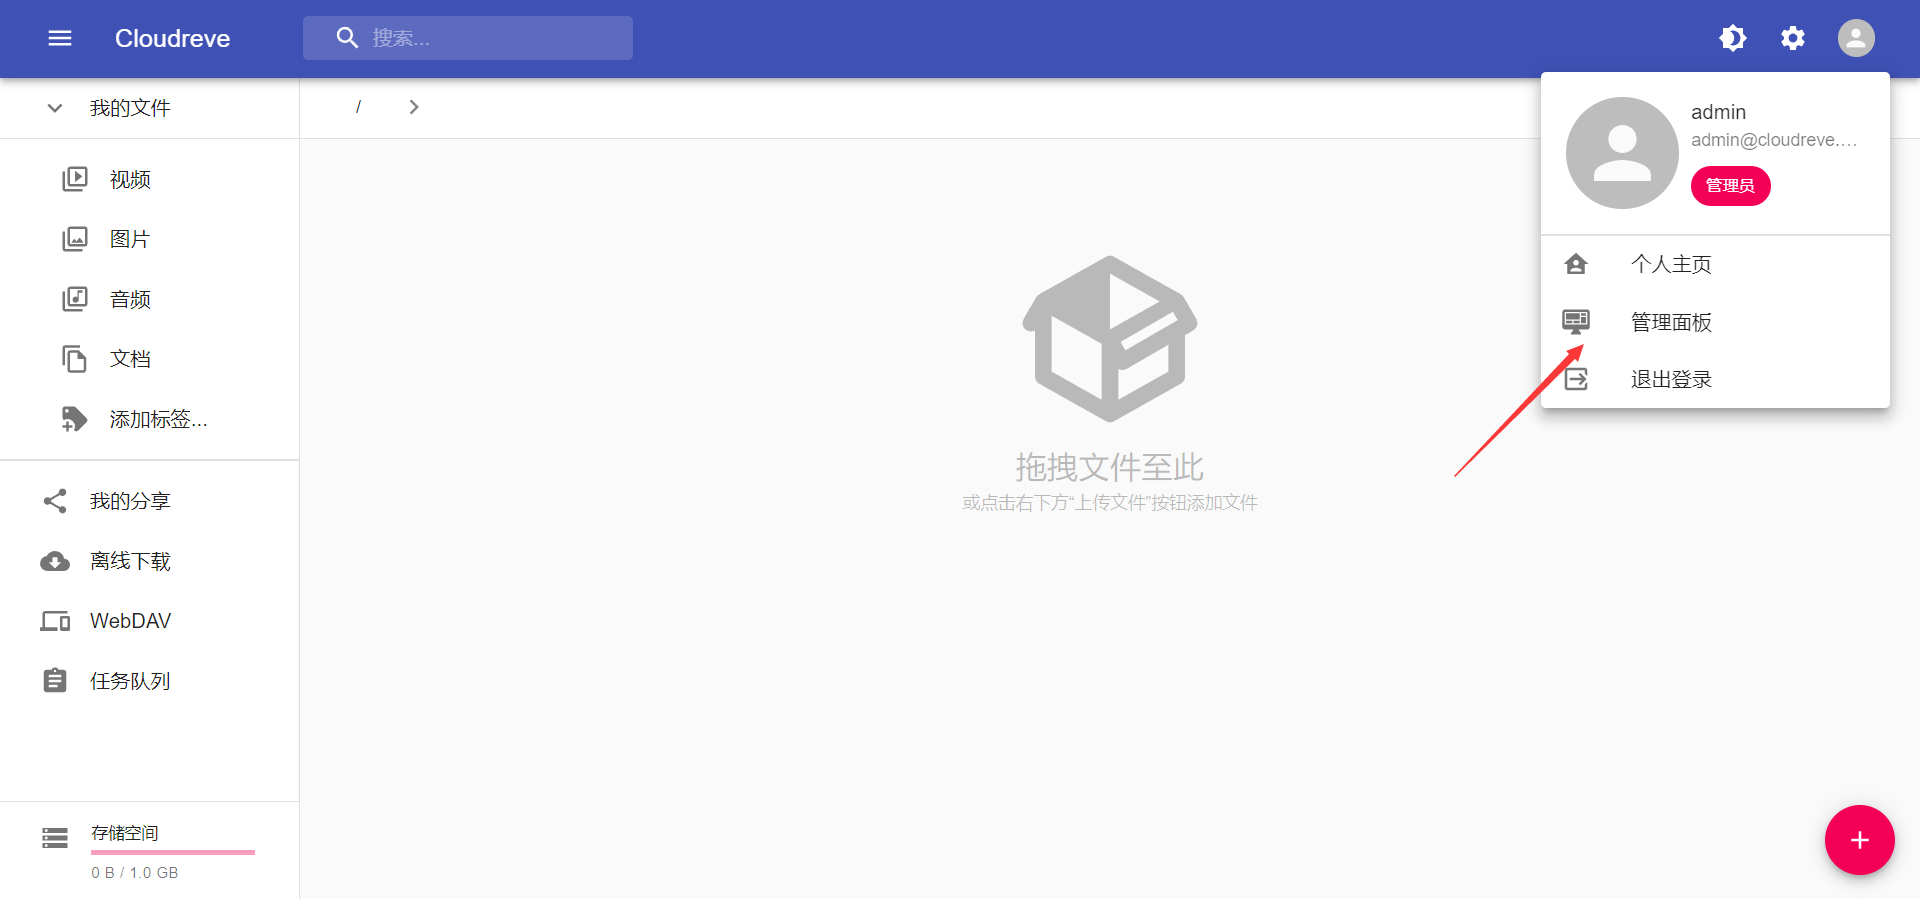 Cloudreve
搜索...
我的文件
/
视频
图片
音频
文档
添加标签...
我的分享
离线下载
WebDAV
任务队列
存储空间
0 B / 1.0 GB
拖拽文件至此
或点击右下方“上传文件”按钮添加文件
admin
admin@cloudreve....
管理员
个人主页
管理面板
退出登录